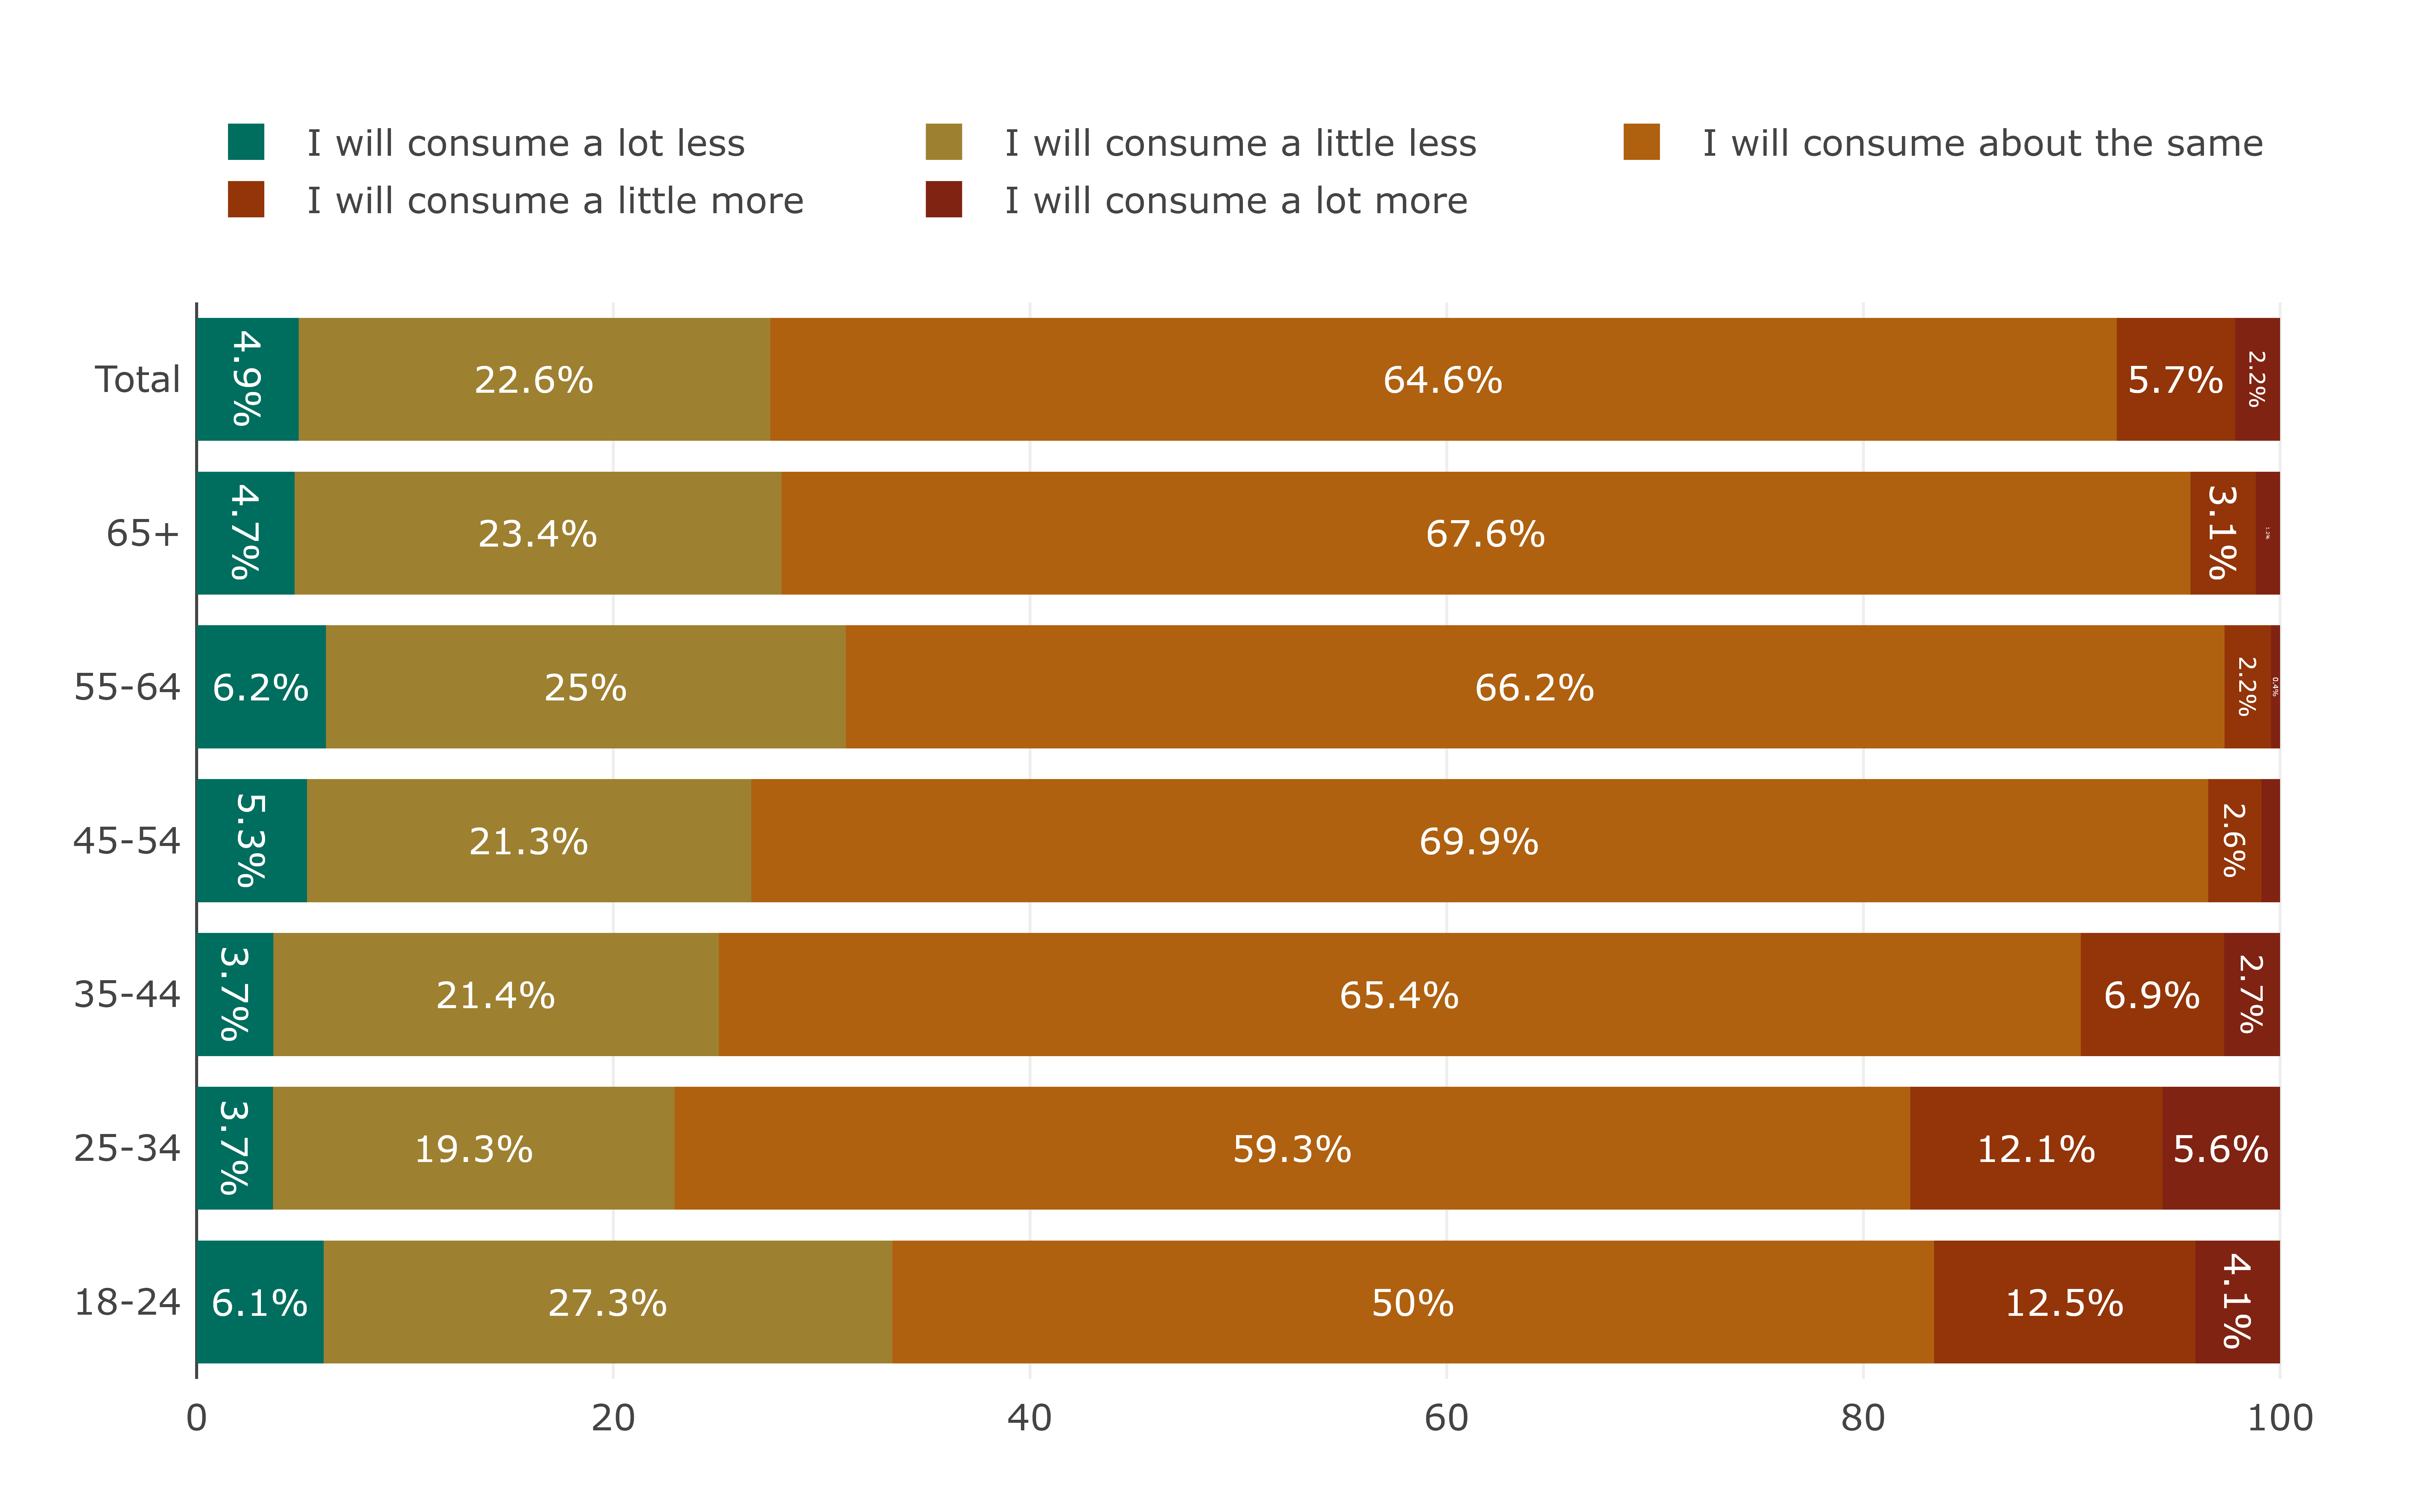 I will consume a lot less I will consume a little less I will consume about the same
I will consume a little more I will consume a lot more
Total 4.9% 22.6% 64.6% 5.7% 2.2%
65+ 4.7% 23.4% 67.6% 3.1% 1.2%
55-64 6.2% 25% 66.2% 2.2% 0.4%
45-54 5.3% 21.3% 69.9% 2.6%
35-44 3.7% 21.4% 65.4% 6.9% 2.7%
25-34 3.7% 19.3% 59.3% 12.1% 5.6%
18-24 6.1% 27.3% 50% 12.5% 4.1%
0 20 40 60 80 100